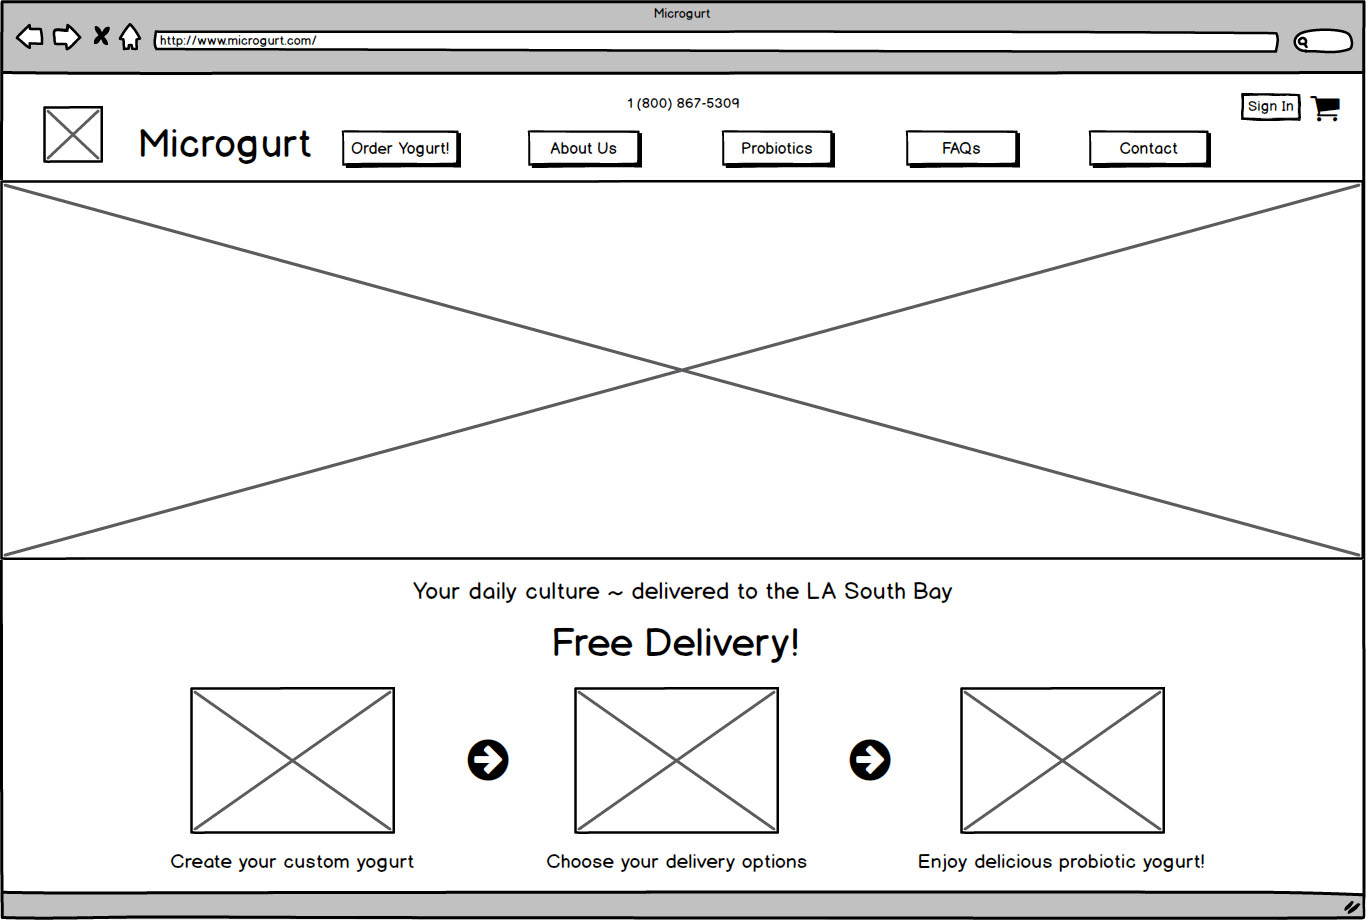 Microgurt
http://www.microgurt.com/
1 (800) 867-5309
Sign In
Microgurt
Order Yogurt!
About Us
Probiotics
FAQs
Contact
Your daily culture ~ delivered to the LA South Bay
Free Delivery!
Create your custom yogurt
Choose your delivery options
Enjoy delicious probiotic yogurt!